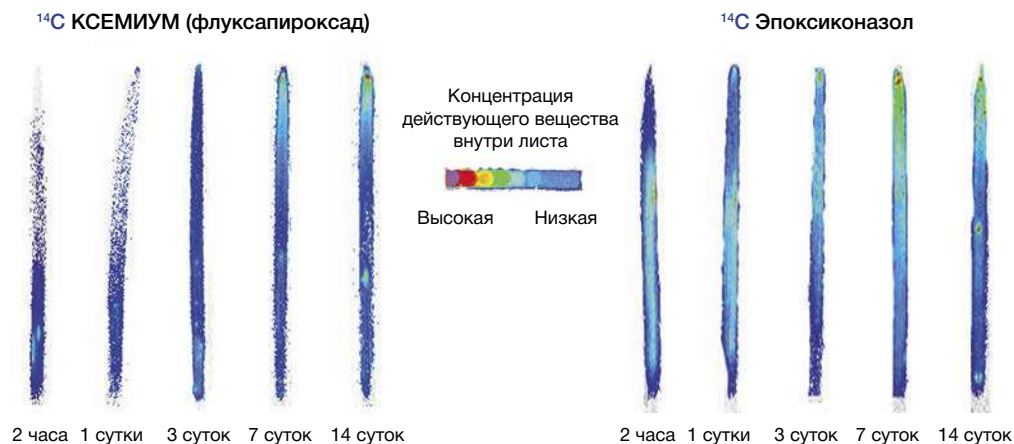 ¹⁴C КСЕМИУМ (флуксапироксад)
¹⁴C Эпоксиконазол
Концентрация
действующего вещества
внутри листа
Высокая Низкая
2 часа 1 сутки 3 суток 7 суток 14 суток
2 часа 1 сутки 3 суток 7 суток 14 суток